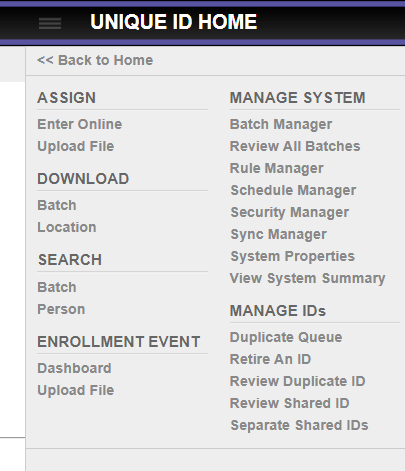 UNIQUE ID HOME
<< Back to Home
ASSIGN
Enter Online
Upload File
DOWNLOAD
Batch
Location
SEARCH
Batch
Person
ENROLLMENT EVENT
Dashboard
Upload File
MANAGE SYSTEM
Batch Manager
Review All Batches
Rule Manager
Schedule Manager
Security Manager
Sync Manager
System Properties
View System Summary
MANAGE IDs
Duplicate Queue
Retire An ID
Review Duplicate ID
Review Shared ID
Separate Shared IDs